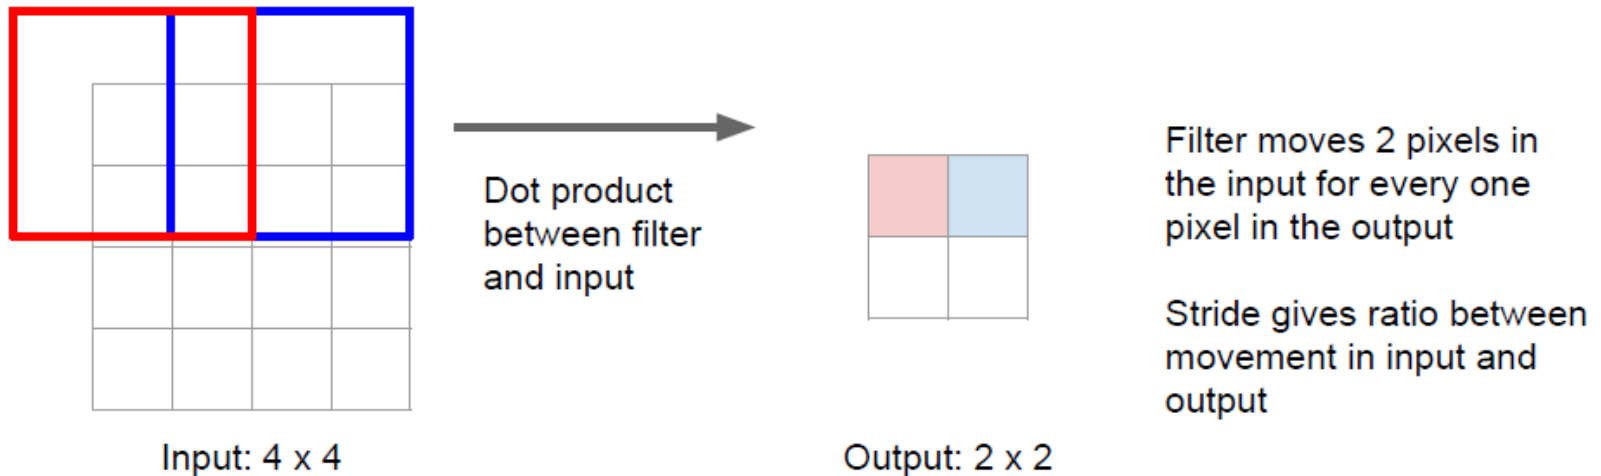 Dot product
between filter
and input
Filter moves 2 pixels in
the input for every one
pixel in the output
Stride gives ratio between
movement in input and
output
Input: 4 x 4
Output: 2 x 2